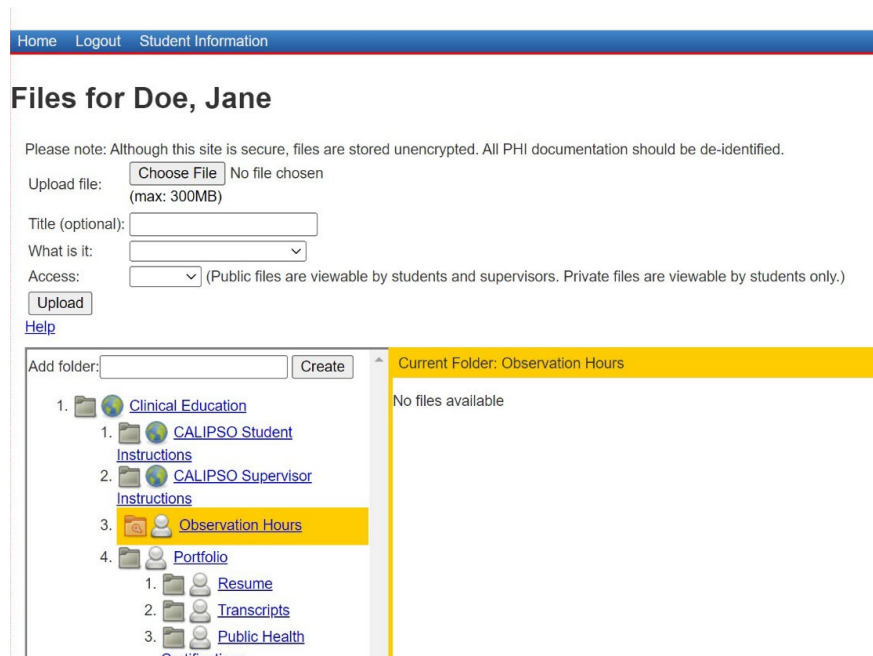 Home Logout Student Information
Files for Doe, Jane
Please note: Although this site is secure, files are stored unencrypted. All PHI documentation should be de-identified.
Upload file: Choose File No file chosen
(max: 300MB)
Title (optional):
What is it:
Access: (Public files are viewable by students and supervisors. Private files are viewable by students only.)
Upload
Help
Add folder: Create
1. Clinical Education
1. CALIPSO Student
Instructions
2. CALIPSO Supervisor
Instructions
3. Observation Hours
4. Portfolio
1. Resume
2. Transcripts
3. Public Health
Current Folder: Observation Hours
No files available